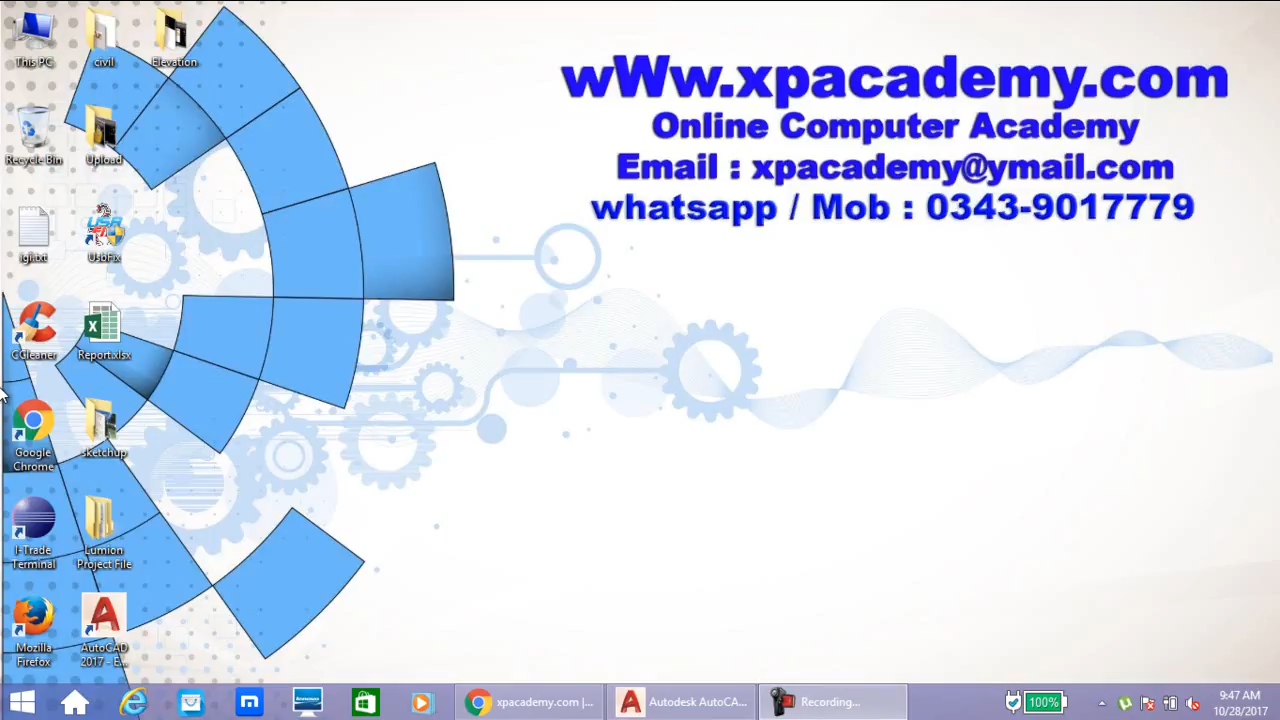 wWw.xpacademy.com
Online Computer Academy
Email : xpacademy@ymail.com
whatsapp / Mob : 0343-9017779
This PC
civil
Elevation
Recycle Bin
Upload
igi.txt
UsbFix
CCleaner
Report.xlsx
Google Chrome
sketchup
I-Trade Terminal
Lumion Project File
Mozilla Firefox
AutoCAD 2017 - E...
xpacademy.com |...
Autodesk AutoCA...
Recording...
100%
9:47 AM
10/28/2017